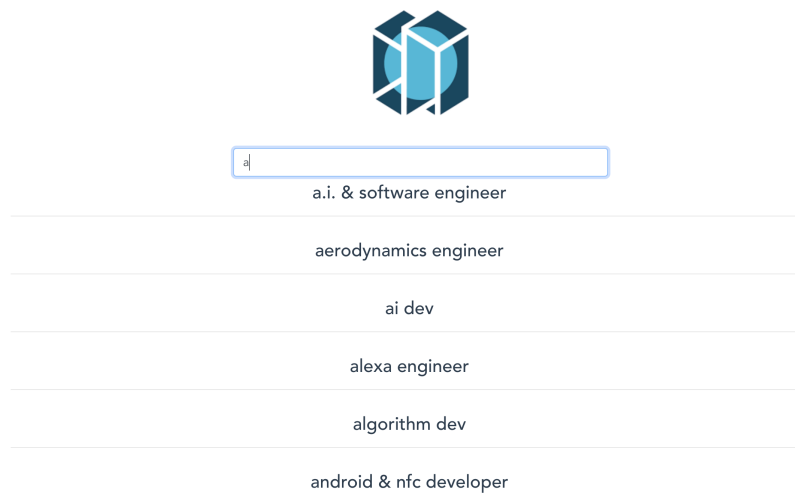 a
a.i. & software engineer
aerodynamics engineer
ai dev
alexa engineer
algorithm dev
android & nfc developer